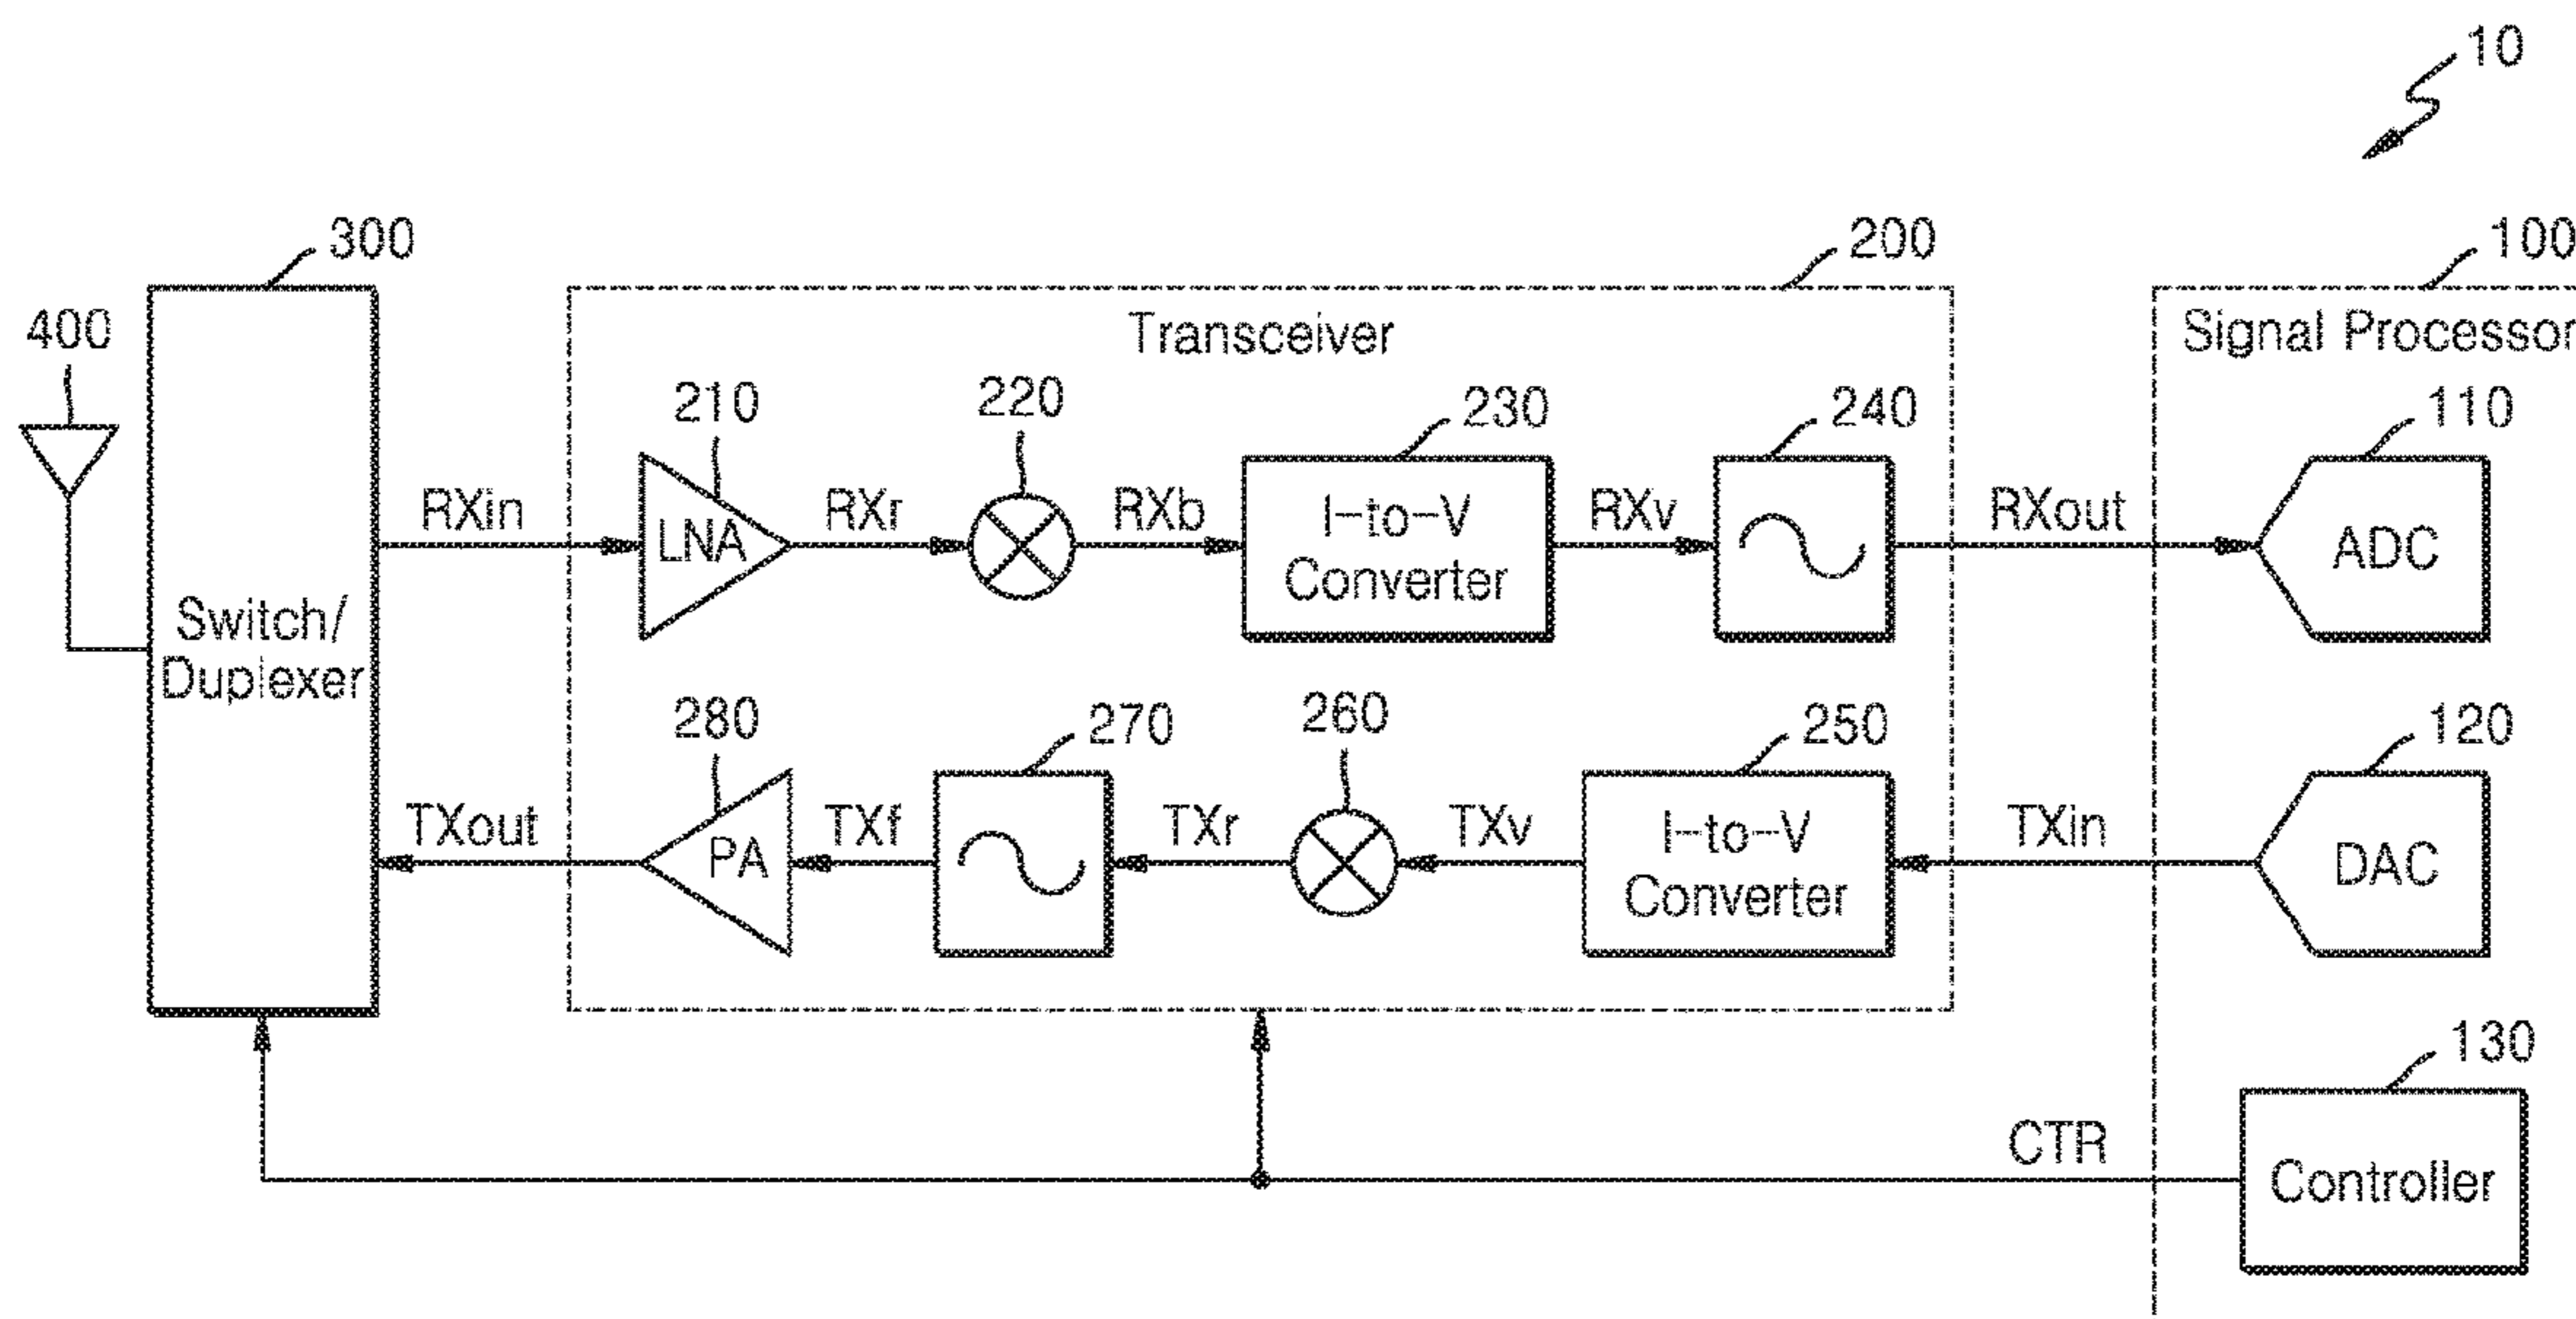 10
300
200
100
400
Transceiver
Signal Processor
210
220
230
240
110
RXin
LNA
RXr
RXb
I-to-V
Converter
RXv
RXout
ADC
Switch/
Duplexer
280
270
260
250
120
TXout
PA
TXf
TXr
TXv
I-to-V
Converter
TXin
DAC
130
CTR
Controller